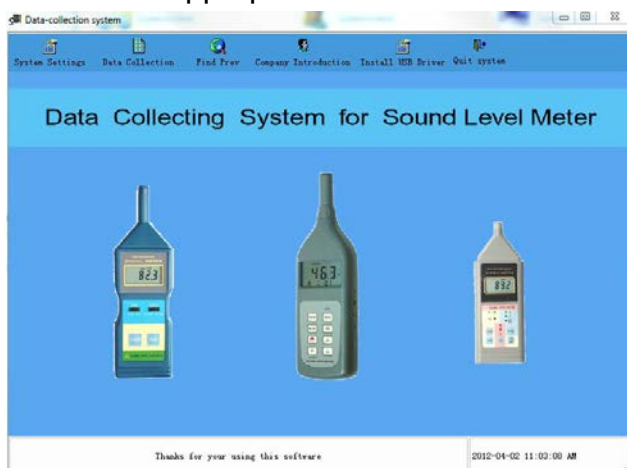 Data-collection system
System Settings Data Collection Find Prev Company Introduction Install USB Driver Quit system
Data Collecting System for Sound Level Meter
82.3
46.3
Thanks for your using this software
2012-04-02 11:03:00 AM